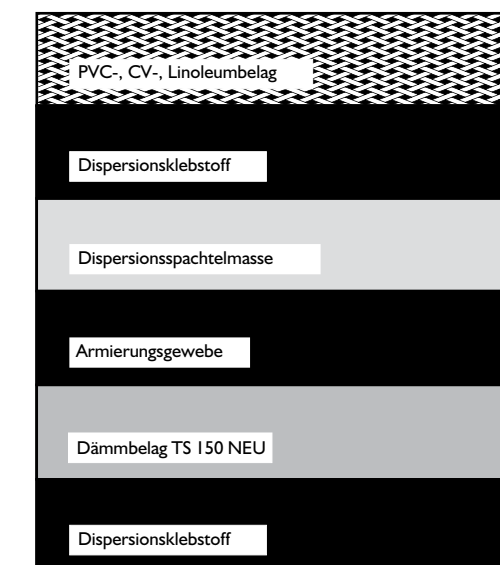 PVC-, CV-, Linoleumbelag
Dispersionsklebstoff
Dispersionsspachtelmasse
Armierungsgewebe
Dämmbelag TS 150 NEU
Dispersionsklebstoff